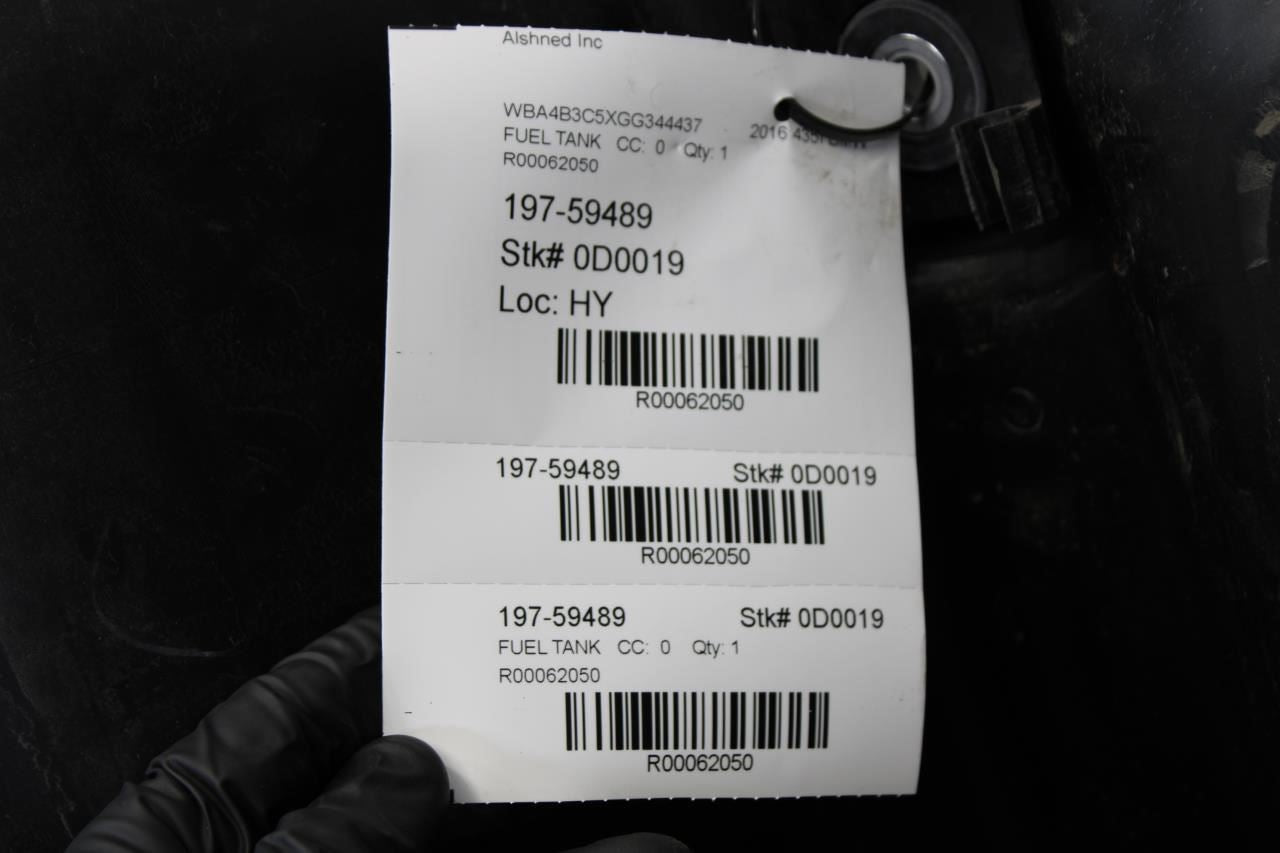 Alshned Inc
WBA4B3C5XGG344437 2016
FUEL TANK CC: 0 Qty: 1
R00062050
197-59489
Stk# 0D0019
Loc: HY
R00062050
197-59489 Stk# 0D0019
R00062050
197-59489 Stk# 0D0019
FUEL TANK CC: 0 Qty: 1
R00062050
R00062050